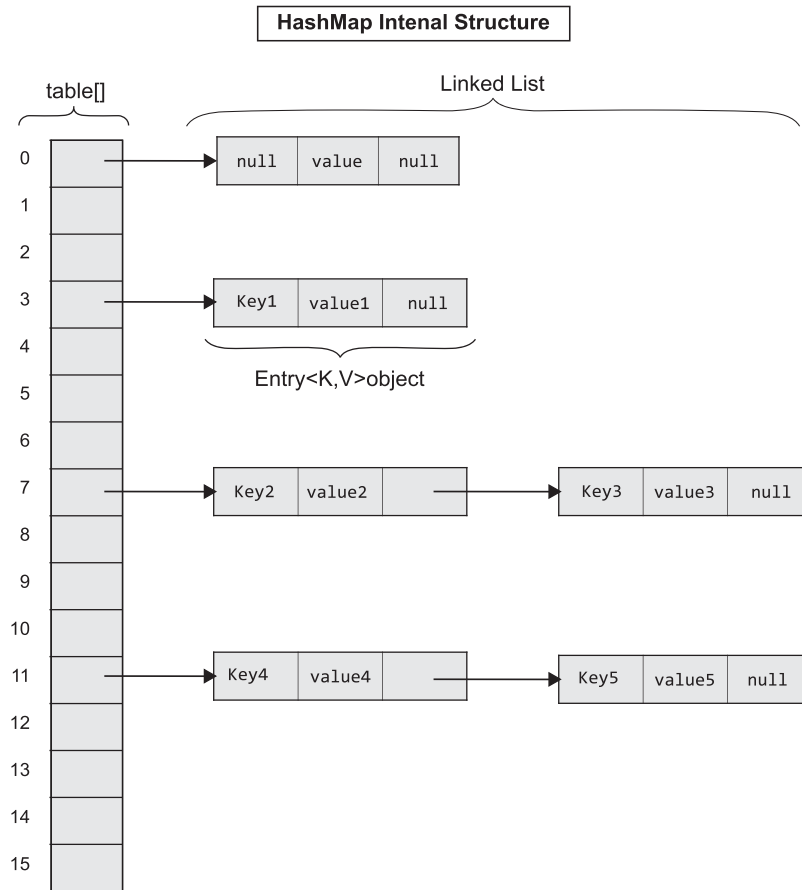 HashMap Intenal Structure
table[]
Linked List
0
null value null
1
2
3
Key1 value1 null
4
Entry<K,V>object
5
6
7
Key2 value2
Key3 value3 null
8
9
10
11
Key4 value4
Key5 value5 null
12
13
14
15